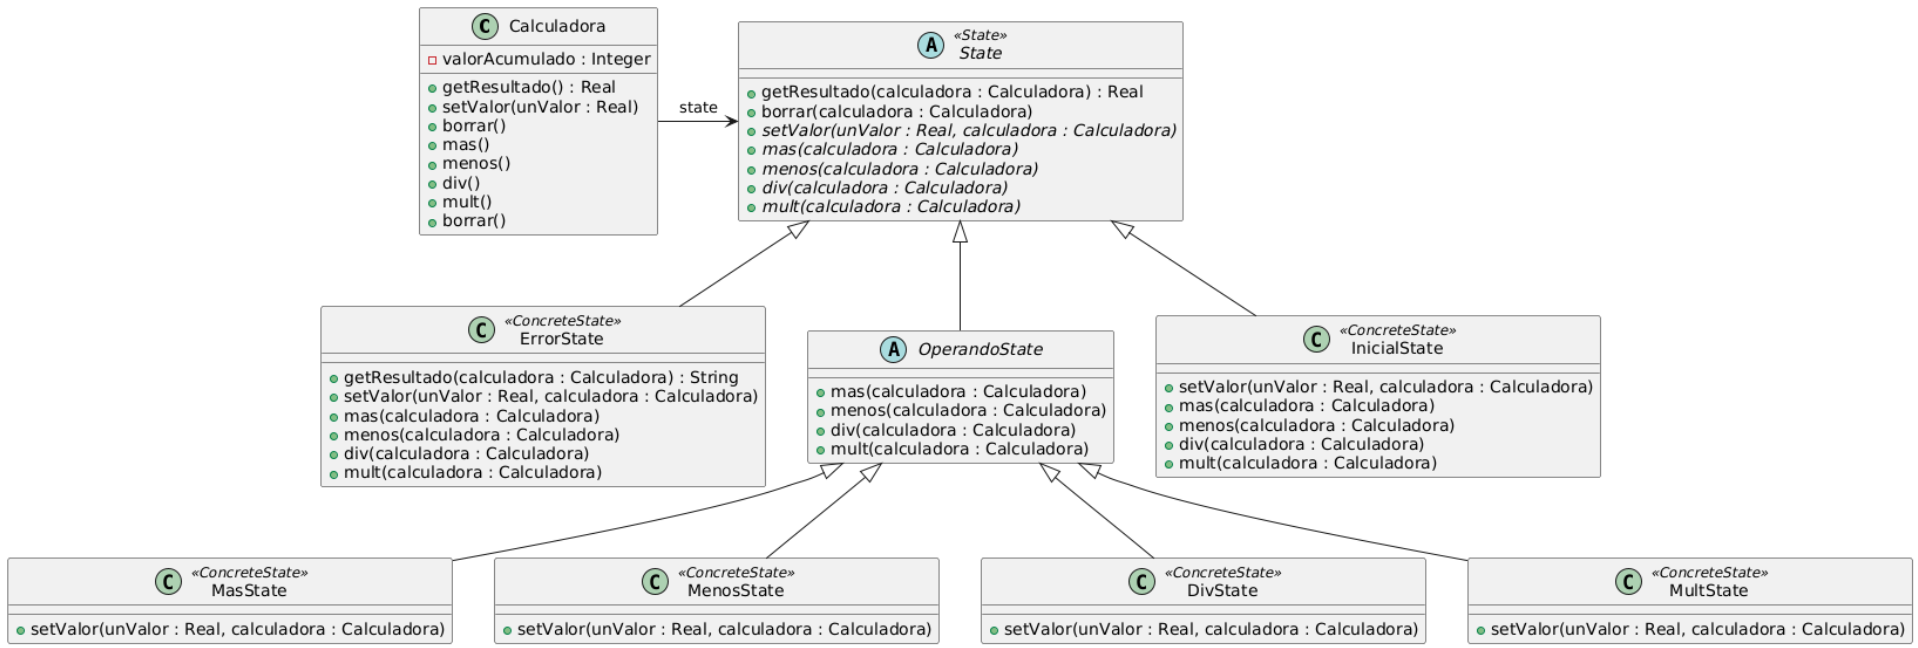 Calculadora
valorAcumulado : Integer
getResultado() : Real
setValor(unValor : Real)
borrar()
mas()
menos()
div()
mult()
borrar()
state
«State»
State
getResultado(calculadora : Calculadora) : Real
borrar(calculadora : Calculadora)
setValor(unValor : Real, calculadora : Calculadora)
mas(calculadora : Calculadora)
menos(calculadora : Calculadora)
div(calculadora : Calculadora)
mult(calculadora : Calculadora)
«ConcreteState»
ErrorState
getResultado(calculadora : Calculadora) : String
setValor(unValor : Real, calculadora : Calculadora)
mas(calculadora : Calculadora)
menos(calculadora : Calculadora)
div(calculadora : Calculadora)
mult(calculadora : Calculadora)
OperandoState
mas(calculadora : Calculadora)
menos(calculadora : Calculadora)
div(calculadora : Calculadora)
mult(calculadora : Calculadora)
«ConcreteState»
InicialState
setValor(unValor : Real, calculadora : Calculadora)
mas(calculadora : Calculadora)
menos(calculadora : Calculadora)
div(calculadora : Calculadora)
mult(calculadora : Calculadora)
«ConcreteState»
MasState
setValor(unValor : Real, calculadora : Calculadora)
«ConcreteState»
MenosState
setValor(unValor : Real, calculadora : Calculadora)
«ConcreteState»
DivState
setValor(unValor : Real, calculadora : Calculadora)
«ConcreteState»
MultState
setValor(unValor : Real, calculadora : Calculadora)